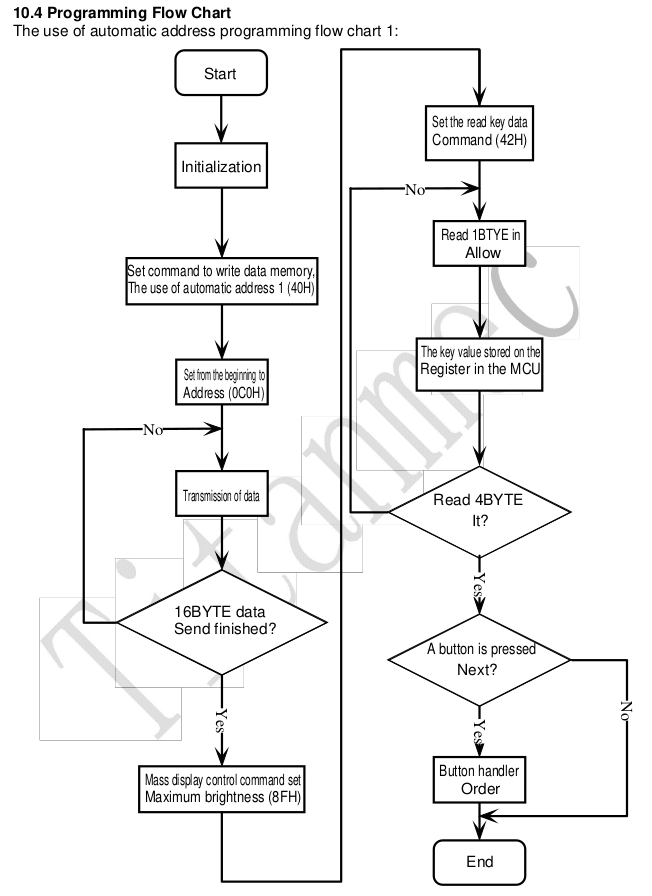 10.4 Programming Flow Chart
The use of automatic address programming flow chart 1:
Start
Initialization
Set command to write data memory,
The use of automatic address 1 (40H)
Set from the beginning to
Address (0C0H)
No
Transmission of data
16BYTE data
Send finished?
Yes
Mass display control command set
Maximum brightness (8FH)
Set the read key data
Command (42H)
No
Read 1BTYE in
Allow
The key value stored on the
Register in the MCU
Read 4BYTE
It?
Yes
A button is pressed
Next?
No
Yes
Button handler
Order
End
Titanmec